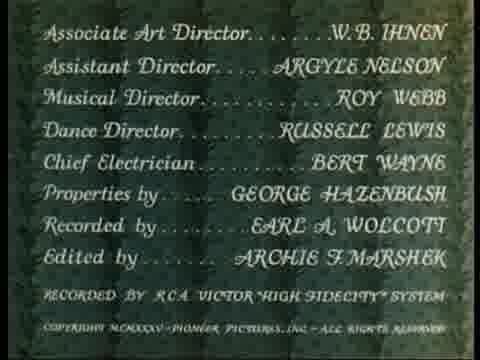 Associate Art Director........W.B. IHNEN
Assistant Director.....ARGYLE NELSON
Musical Director............ROY WEBB
Dance Director.........RUSSELL LEWIS
Chief Electrician..........BERT WAYNE
Properties by......GEORGE HAZENBUSH
Recorded by........EARL A. WOLCOTT
Edited by.......ARCHIE F. MARSHEK
RECORDED BY RCA VICTOR "HIGH FIDELITY" SYSTEM
COPYRIGHT MCMXXXV-PIONEER PICTURES, INC-ALL RIGHTS RESERVED